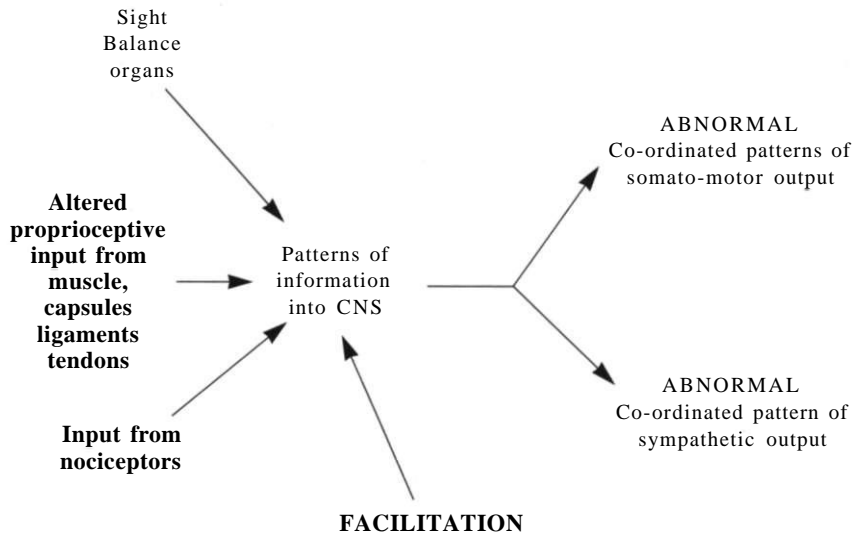 Sight
Balance
organs
ABNORMAL
Co-ordinated patterns of
somato-motor output
Altered
proprioceptive
input from
muscle,
capsules
ligaments
tendons
Patterns of
information
into CNS
ABNORMAL
Co-ordinated pattern of
sympathetic output
Input from
nociceptors
FACILITATION